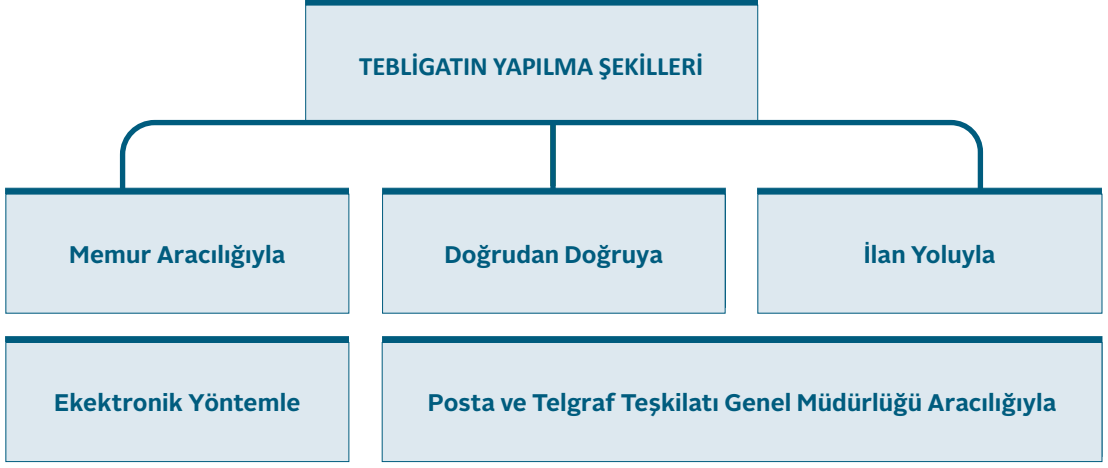 TEBLİGATIN YAPILMA ŞEKİLLERİ
Memur Aracılığıyla
Doğrudan Doğruya
İlan Yoluyla
Ekektronik Yöntemle
Posta ve Telgraf Teşkilatı Genel Müdürlüğü Aracılığıyla